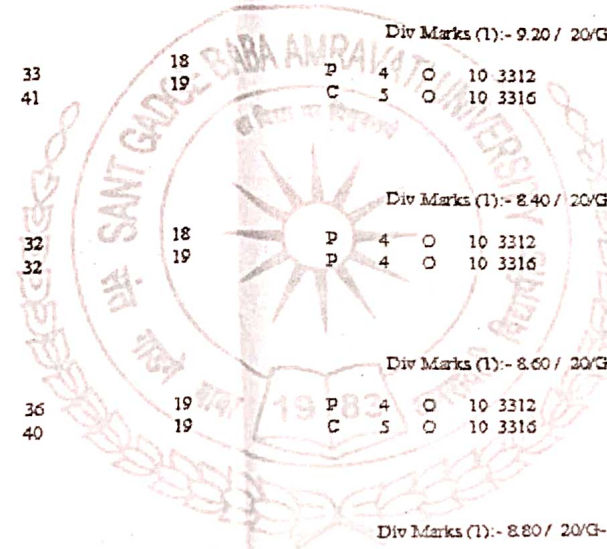 Div Marks (1):- 9.20 / 20/G
33 18 P 4 O 10 3312
41 19 C 5 O 10 3316
SANT GADGE BABA AMRAVATI UNIVERSITY
Div Marks (1):- 8.40 / 20/G
32 18 P 4 O 10 3312
32 19 P 4 O 10 3316
Div Marks (1):- 8.60 / 20/G
36 19 P 4 O 10 3312
40 19 C 5 O 10 3316
1983
Div Marks (1):- 8.80 / 20/G-